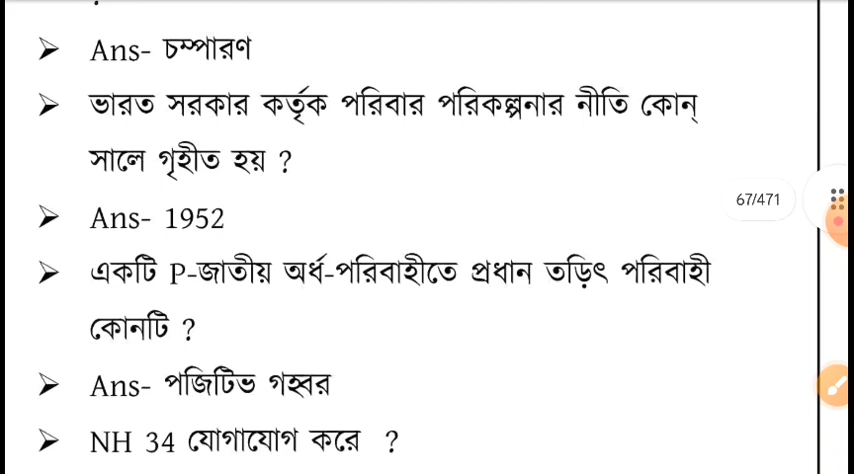 ➤ Ans- চম্পারণ
➤ ভারত সরকার কর্তৃক পরিবার পরিকল্পনার নীতি কোন্
সালে গৃহীত হয় ?
67/471
➤ Ans- 1952
➤ একটি P-জাতীয় অর্ধ-পরিবাহীতে প্রধান তড়িৎ পরিবাহী
কোনটি ?
➤ Ans- পজিটিভ গহ্বর
➤ NH 34 যোগাযোগ করে ?